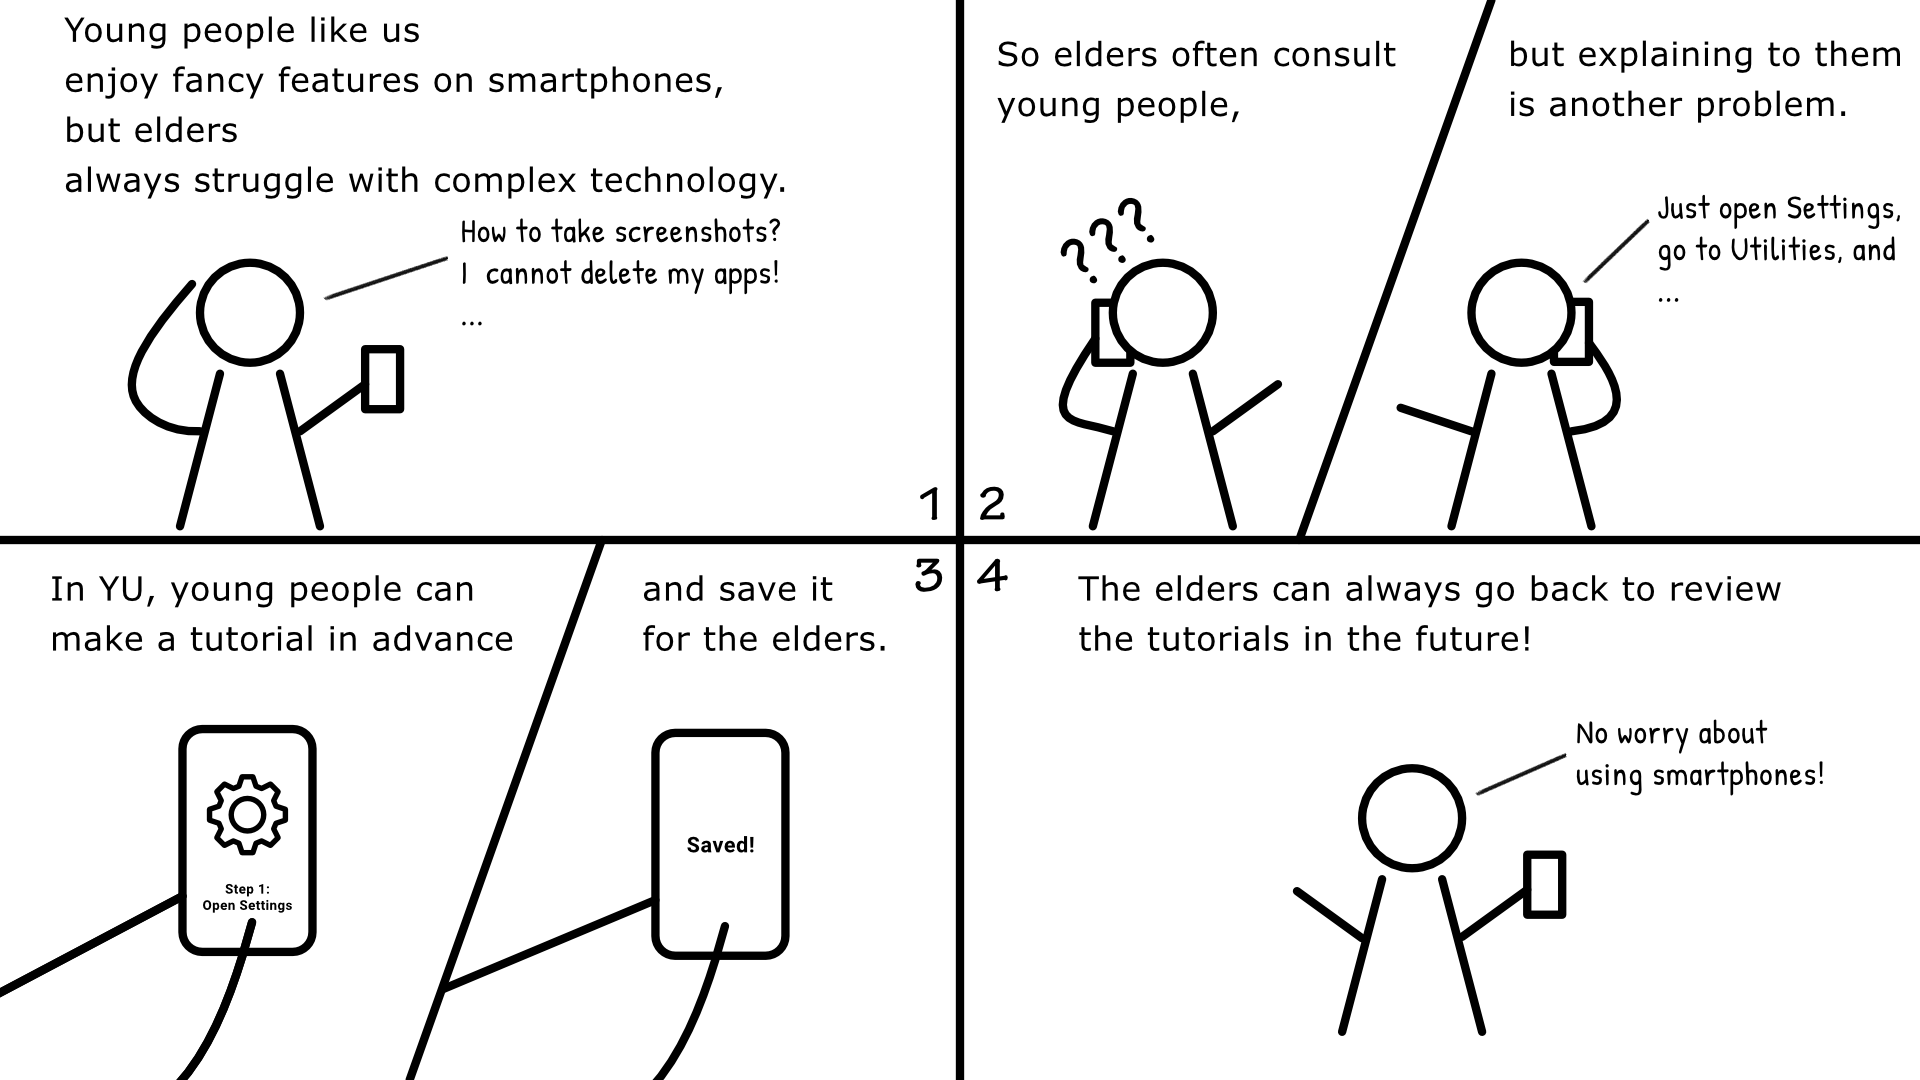 Young people like us
enjoy fancy features on smartphones,
but elders
always struggle with complex technology.
How to take screenshots?
I cannot delete my apps!
...
1
So elders often consult
young people,
???
but explaining to them
is another problem.
Just open Settings,
go to Utilities, and
...
2
In YU, young people can
make a tutorial in advance
Step 1:
Open Settings
and save it
for the elders.
Saved!
3
4
The elders can always go back to review
the tutorials in the future!
No worry about
using smartphones!